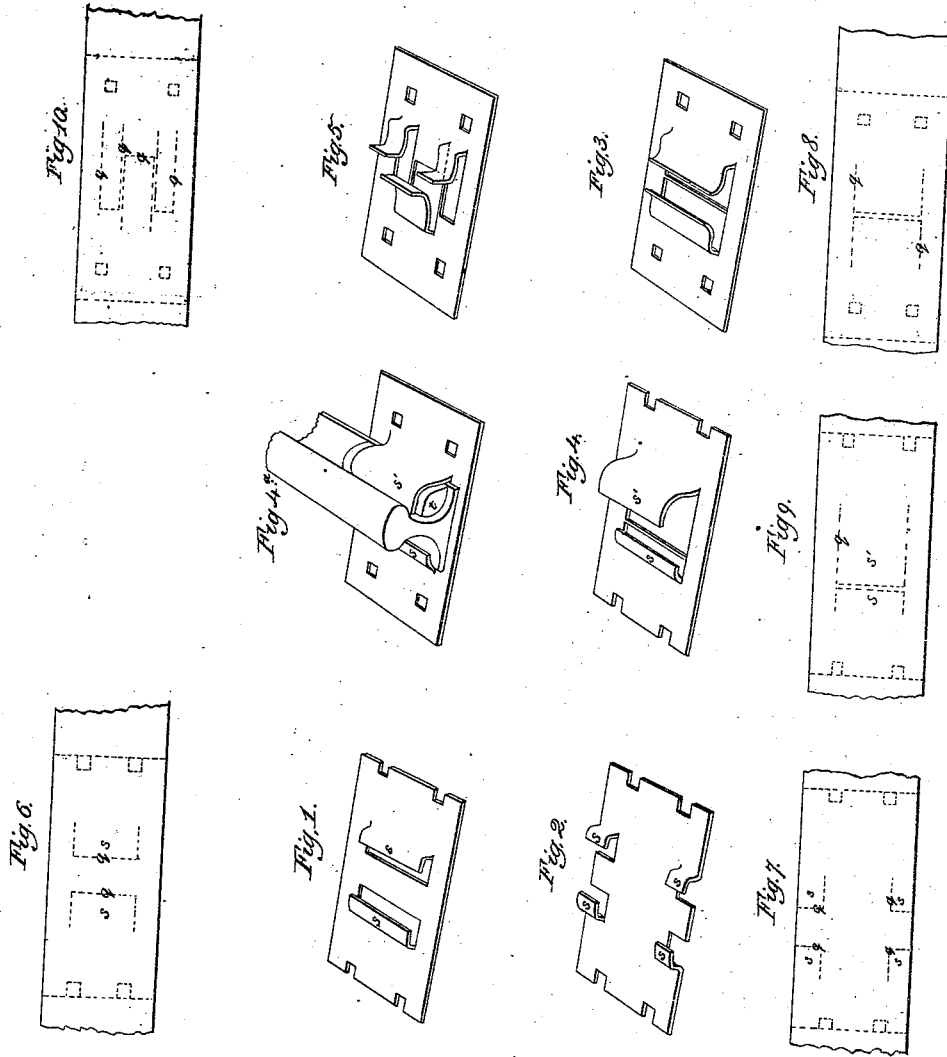 Fig. 10.
q
q
q
q
Fig. 5.
Fig. 3.
Fig. 8.
q
q
Fig. 4.ª
s'
t
s
Fig. 4.
s'
s
Fig. 9.
q
s
s'
Fig. 6.
s
q
q
s
Fig. 1.
s
s
Fig. 2.
s
s
s
s
Fig. 7.
s
q
s
q
q
s
q
s